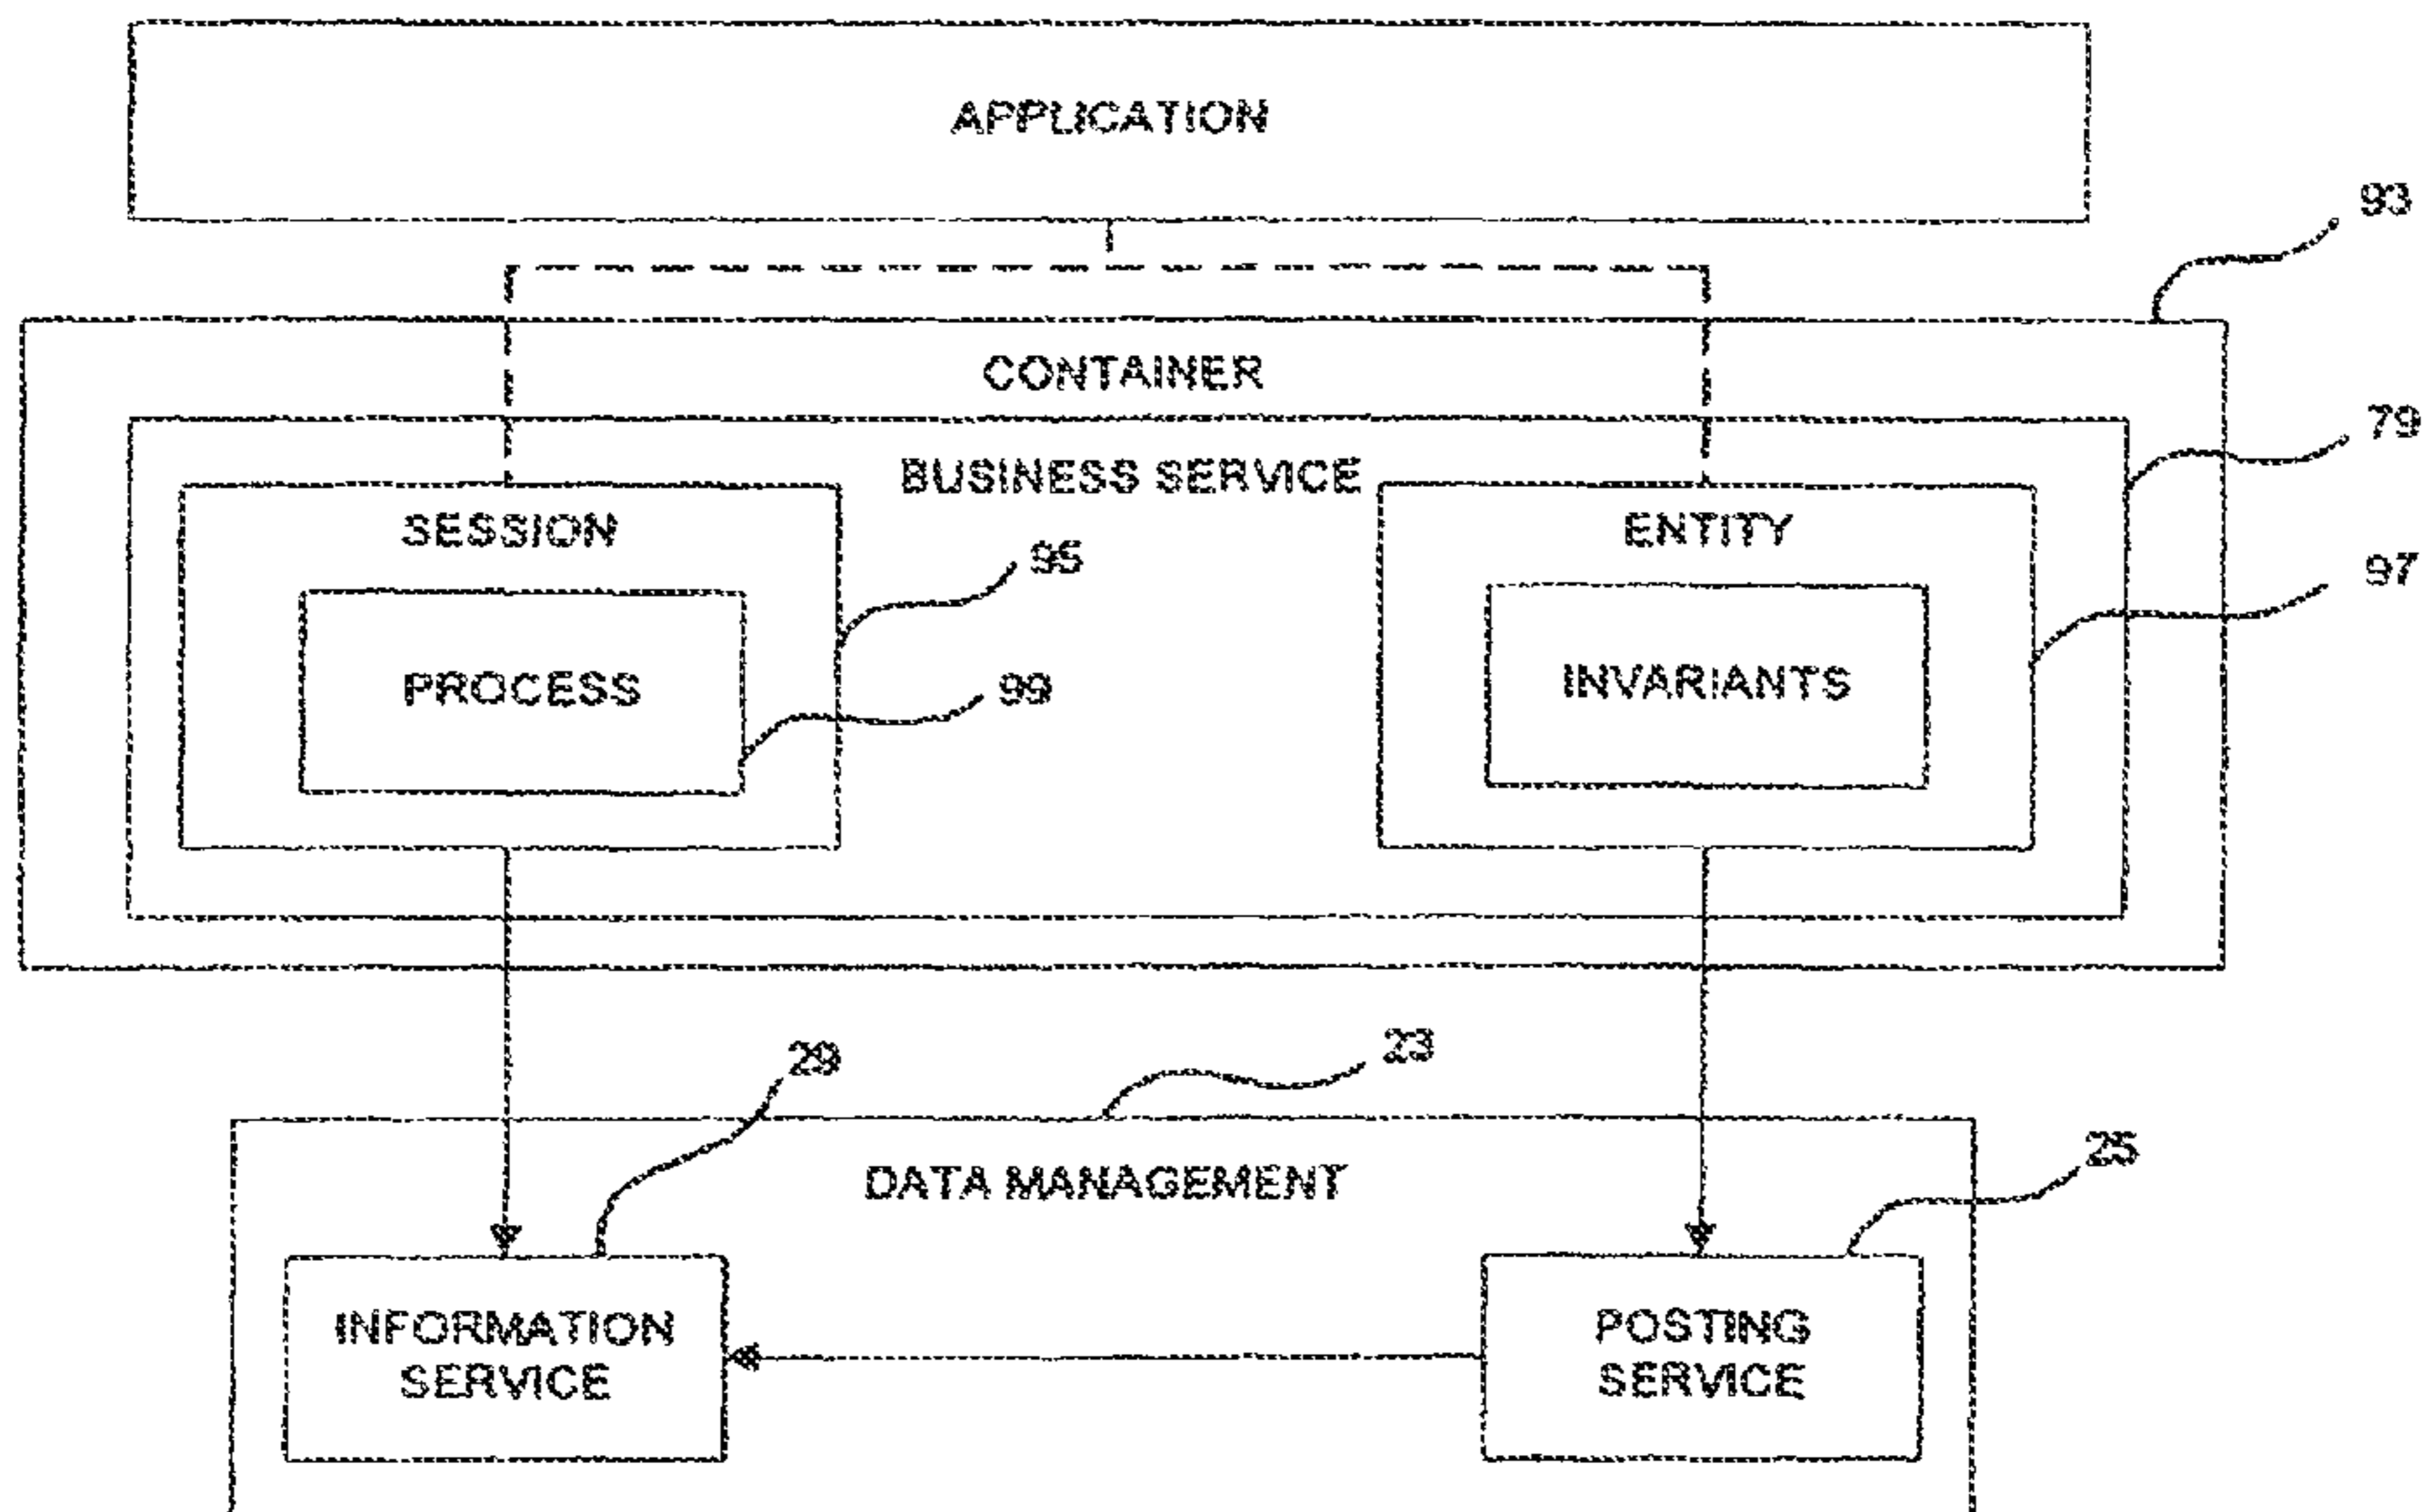 APPLICATION
93
CONTAINER
79
BUSINESS SERVICE
SESSION
ENTITY
95
97
PROCESS
99
INVARIANTS
29
23
DATA MANAGEMENT
25
INFORMATION
SERVICE
POSTING
SERVICE